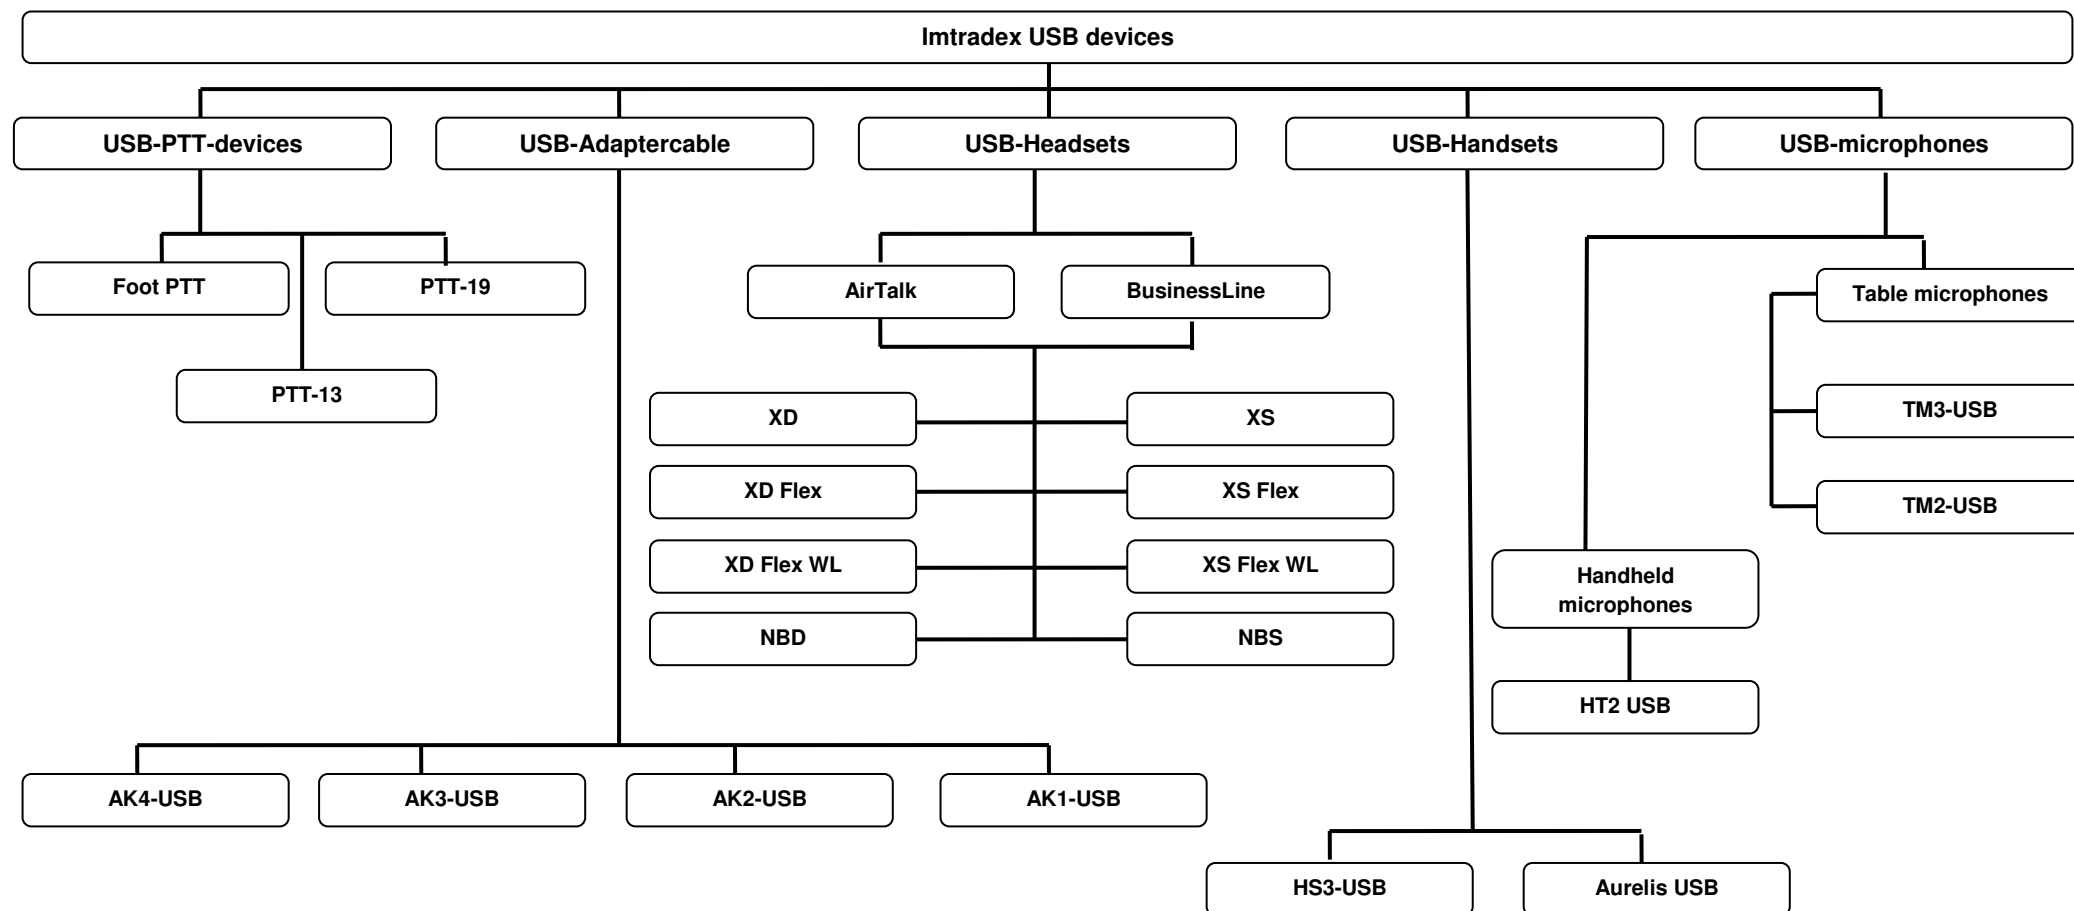 Imtradex USB devices
USB-PTT-devices
USB-Adaptercable
USB-Headsets
USB-Handsets
USB-microphones
Foot PTT
PTT-19
PTT-13
AirTalk
BusinessLine
XD
XS
XD Flex
XS Flex
XD Flex WL
XS Flex WL
NBD
NBS
Table microphones
TM3-USB
TM2-USB
Handheld
microphones
HT2 USB
AK4-USB
AK3-USB
AK2-USB
AK1-USB
HS3-USB
Aurelis USB